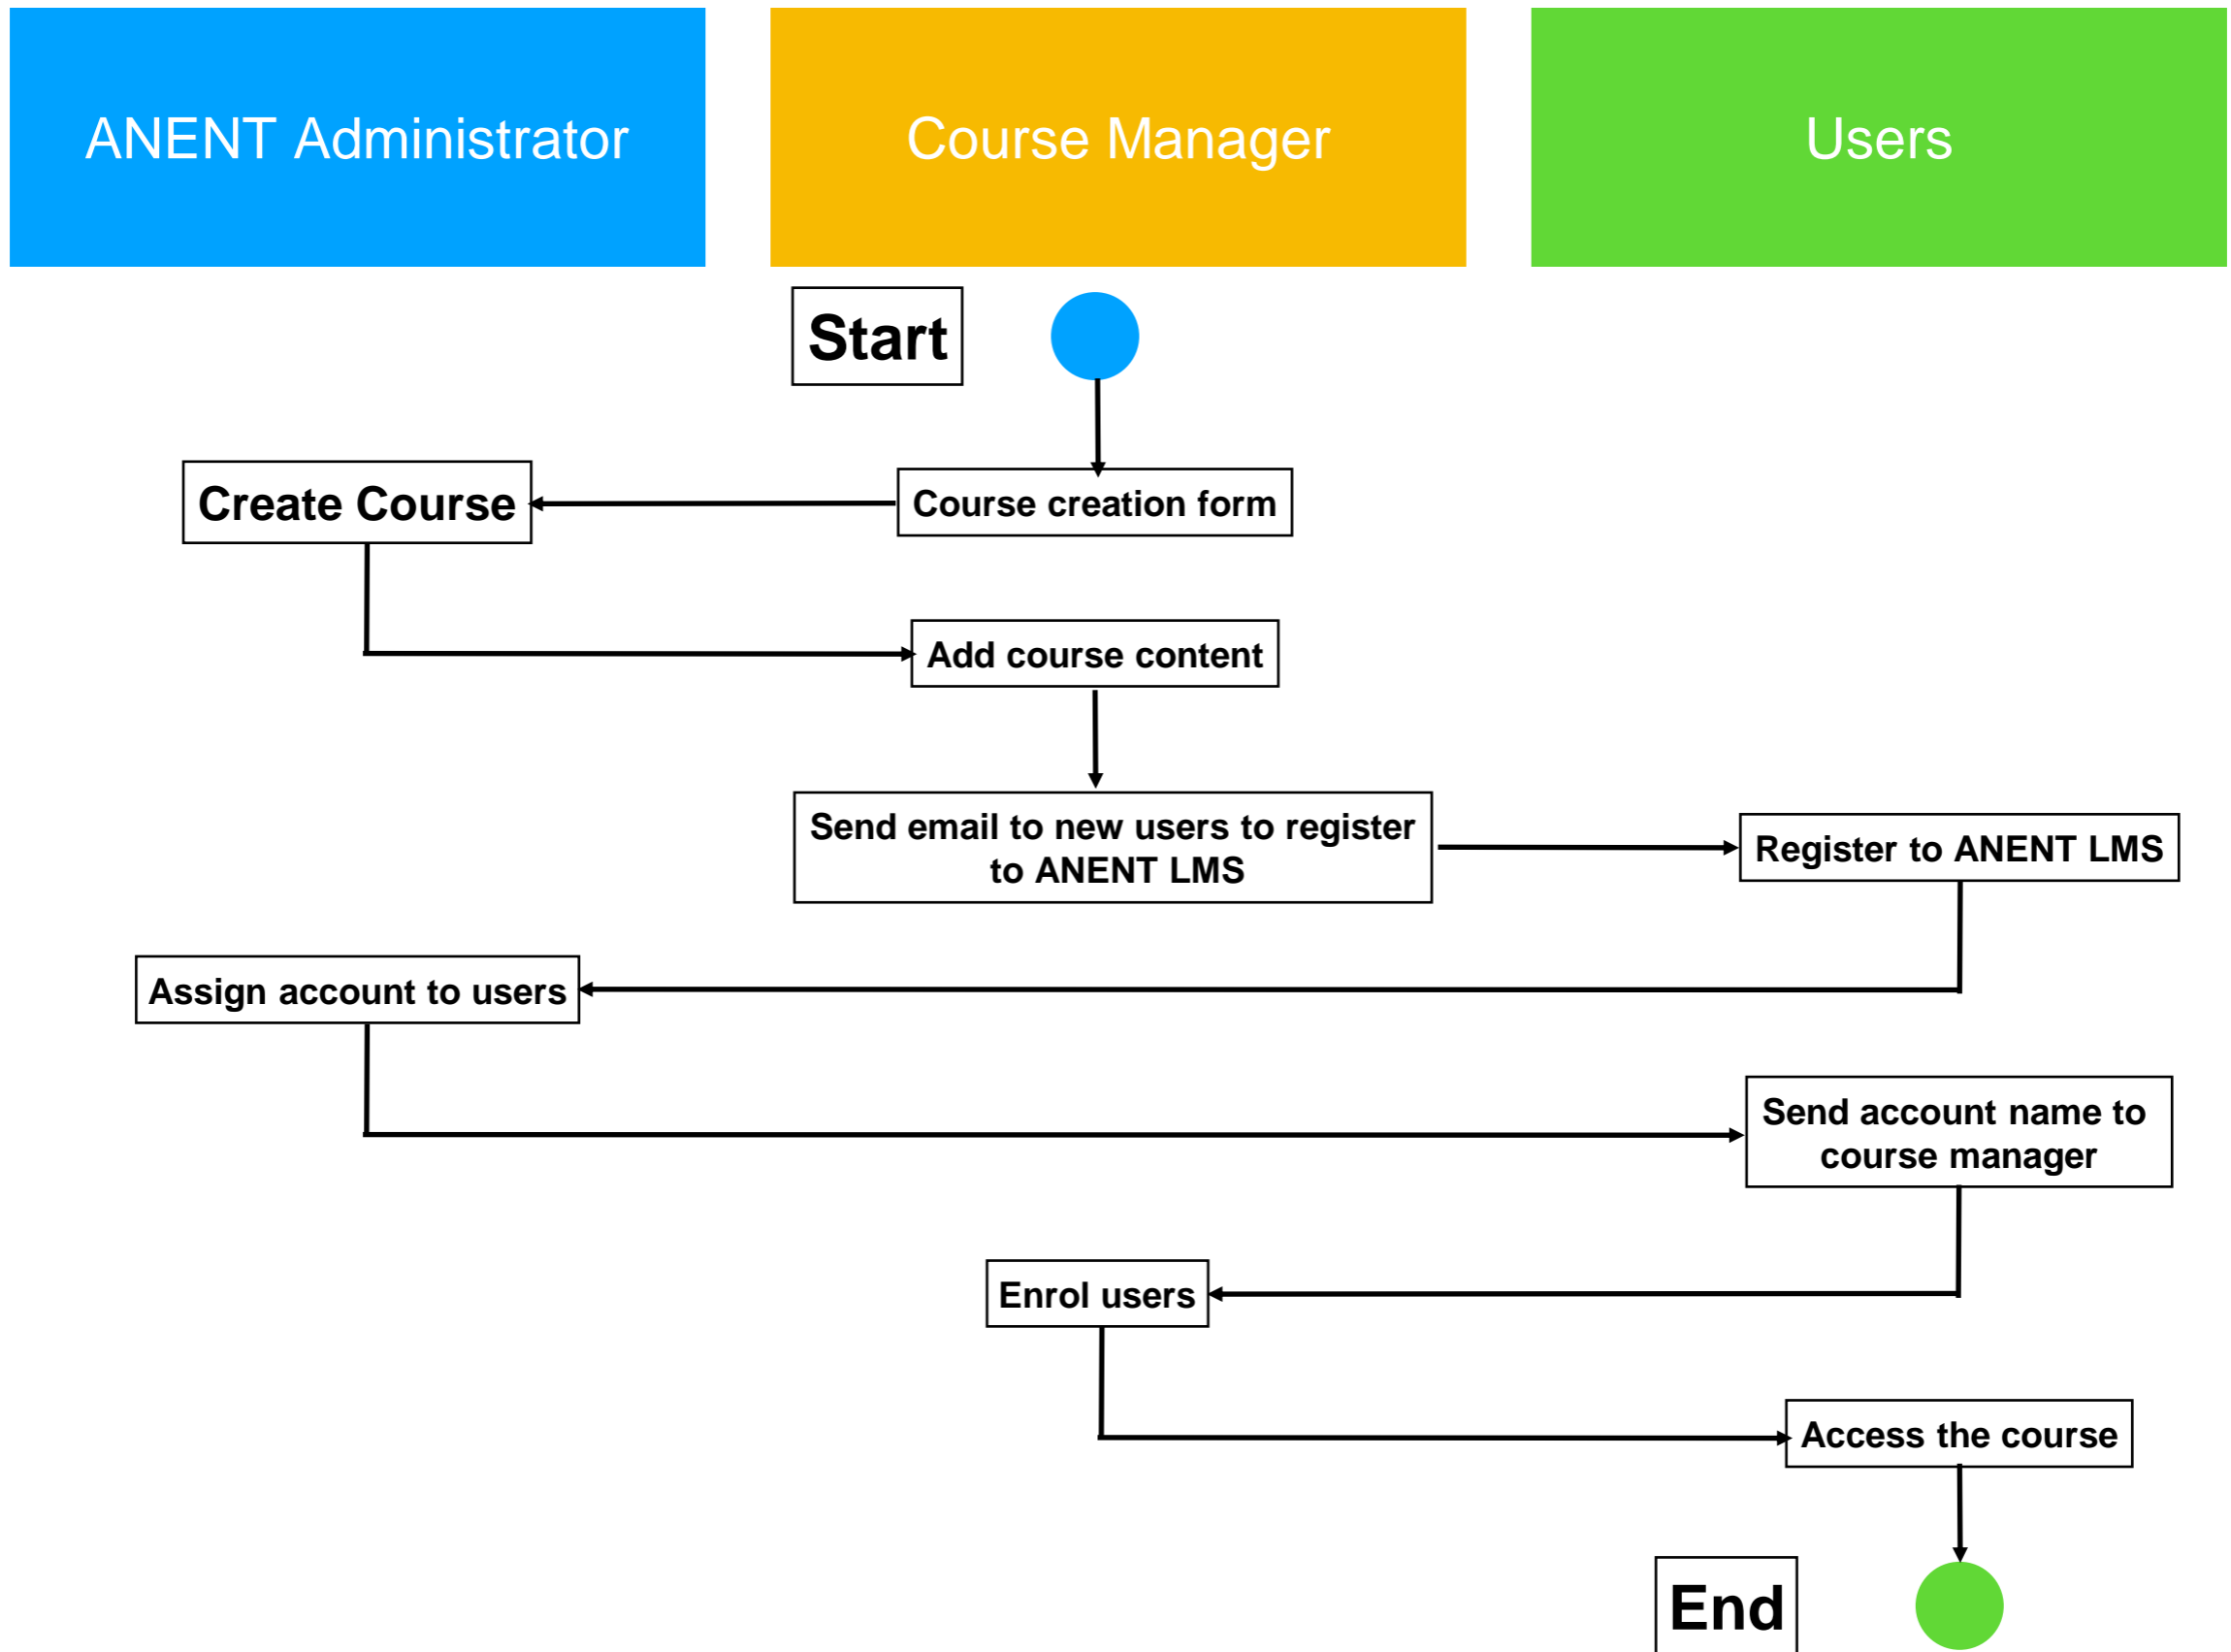 ANENT Administrator
Course Manager
Users
Start
Create Course
Course creation form
Add course content
Send email to new users to register
to ANENT LMS
Register to ANENT LMS
Assign account to users
Send account name to
course manager
Enrol users
Access the course
End